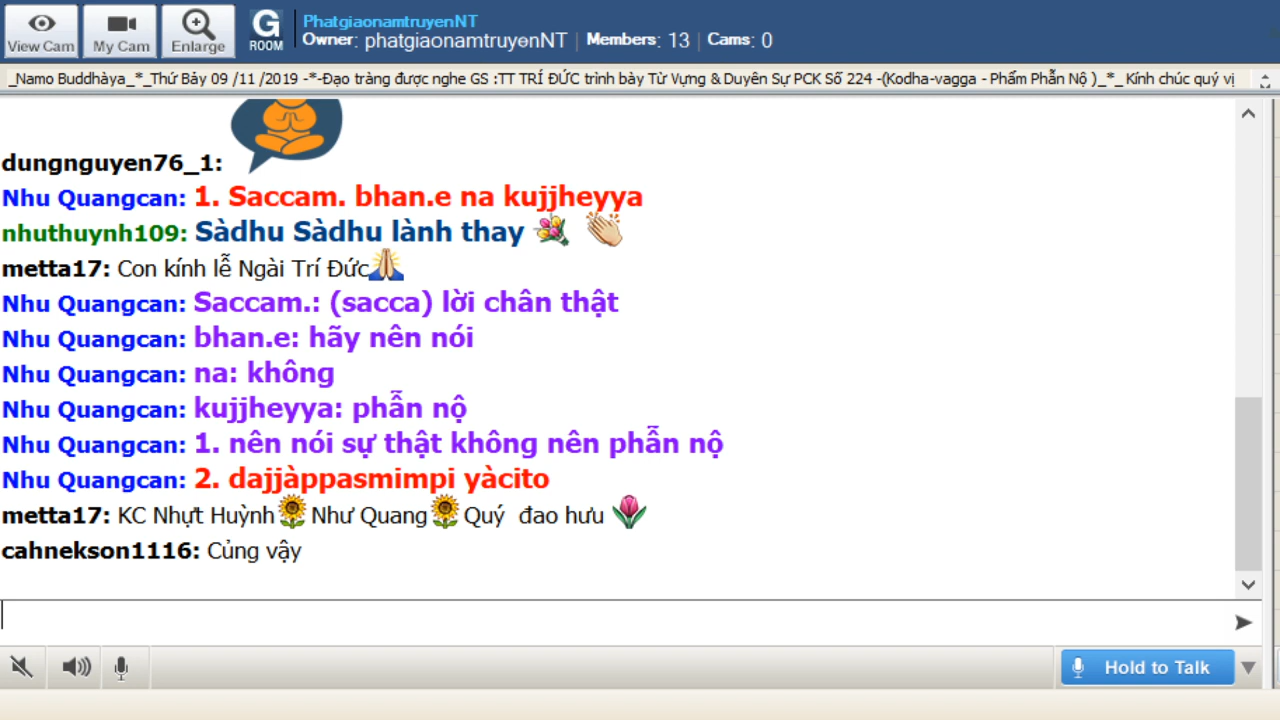 View Cam
My Cam
Enlarge
G
ROOM
PhatgiaonamtruyenNT
Owner: phatgiaonamtruyenNT | Members: 13 | Cams: 0
_Namo Buddhàya_*_Thứ Bảy 09 /11 /2019 -*-Đạo tràng được nghe GS :TT TRÍ ĐỨC trình bày Từ Vựng & Duyên Sự PCK Số 224 -(Kodha-vagga - Phẩm Phẫn Nộ )_*_ Kính chúc quý vị
dungnguyen76_1:
Nhu Quangcan: 1. Saccam. bhan.e na kujjheyya
nhuthuynh109: Sàdhu Sàdhu lành thay
metta17: Con kính lễ Ngài Trí Đức
Nhu Quangcan: Saccam.: (sacca) lời chân thật
Nhu Quangcan: bhan.e: hãy nên nói
Nhu Quangcan: na: không
Nhu Quangcan: kujjheyya: phẫn nộ
Nhu Quangcan: 1. nên nói sự thật không nên phẫn nộ
Nhu Quangcan: 2. dajjàppasmimpi yàcito
metta17: KC Nhựt Huỳnh Như Quang Quý đao hưu
cahnekson1116: Củng vậy
Hold to Talk